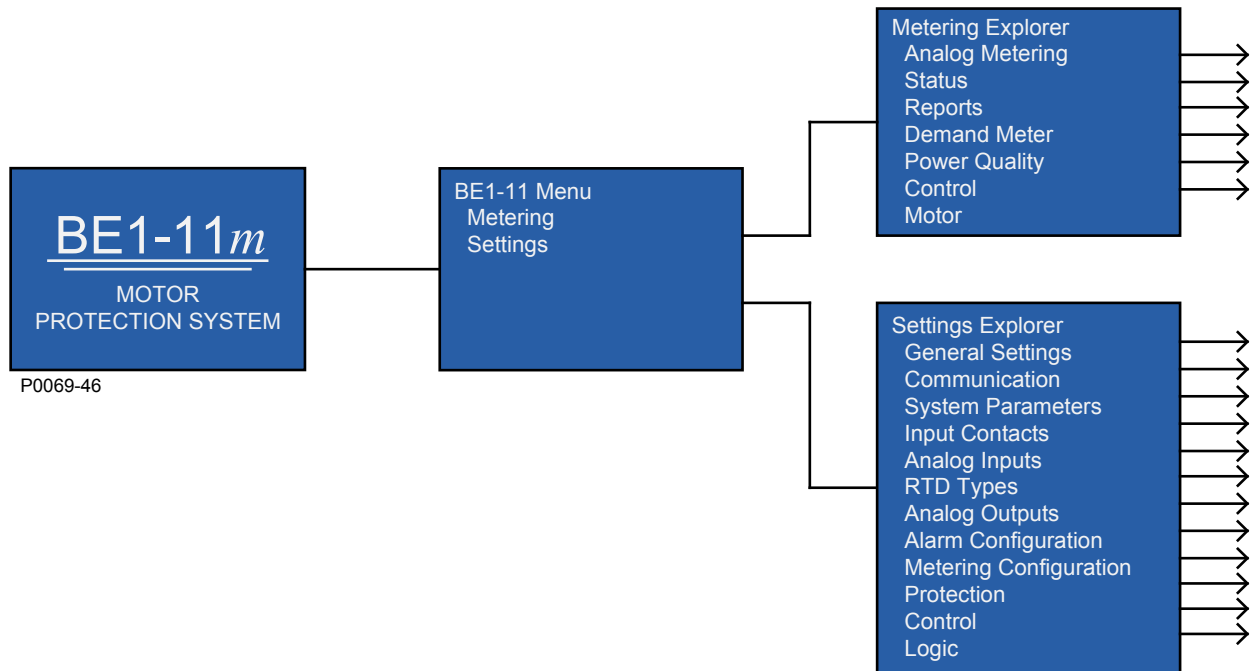 BE1-11m
MOTOR
PROTECTION SYSTEM
P0069-46
BE1-11 Menu
Metering
Settings
Metering Explorer
Analog Metering
Status
Reports
Demand Meter
Power Quality
Control
Motor
Settings Explorer
General Settings
Communication
System Parameters
Input Contacts
Analog Inputs
RTD Types
Analog Outputs
Alarm Configuration
Metering Configuration
Protection
Control
Logic